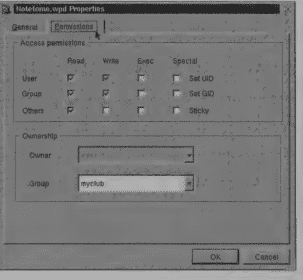 Notetome.wpd Properties
General Permissions
Access permissions
Read Write Exec Special
User Set UID
Group Set GID
Others Sticky
Ownership
Owner
Group myclub
OK Cancel